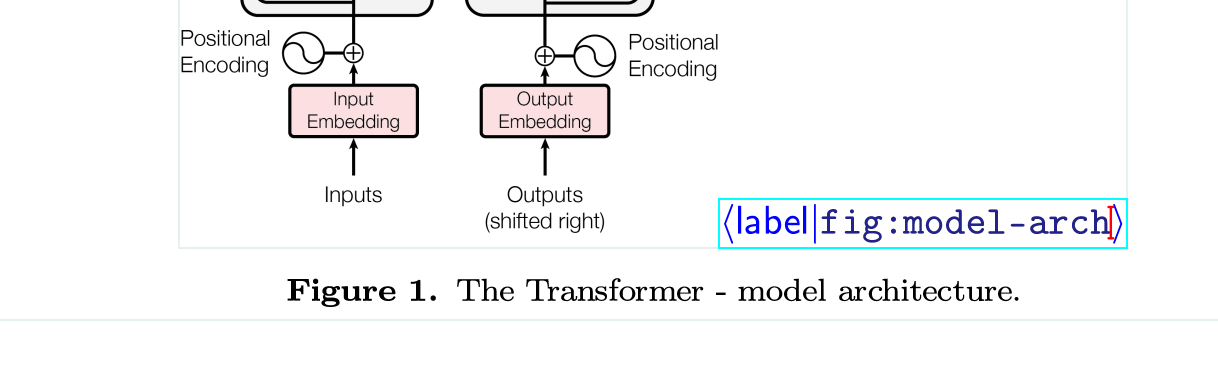 Positional
Encoding
Positional
Encoding
Input
Embedding
Output
Embedding
Inputs
Outputs
(shifted right)
⟨label|fig:model-arch⟩
Figure 1. The Transformer - model architecture.